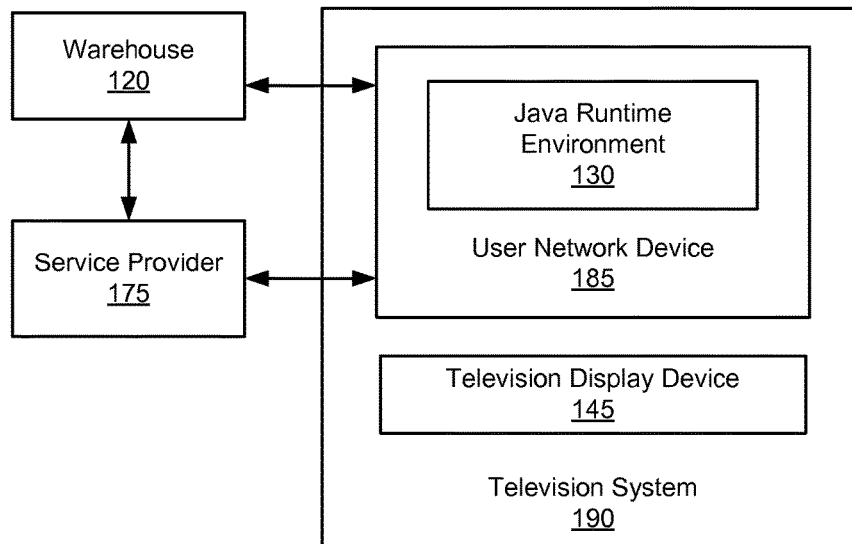 Warehouse
120
Java Runtime
Environment
130
User Network Device
185
Service Provider
175
Television Display Device
145
Television System
190